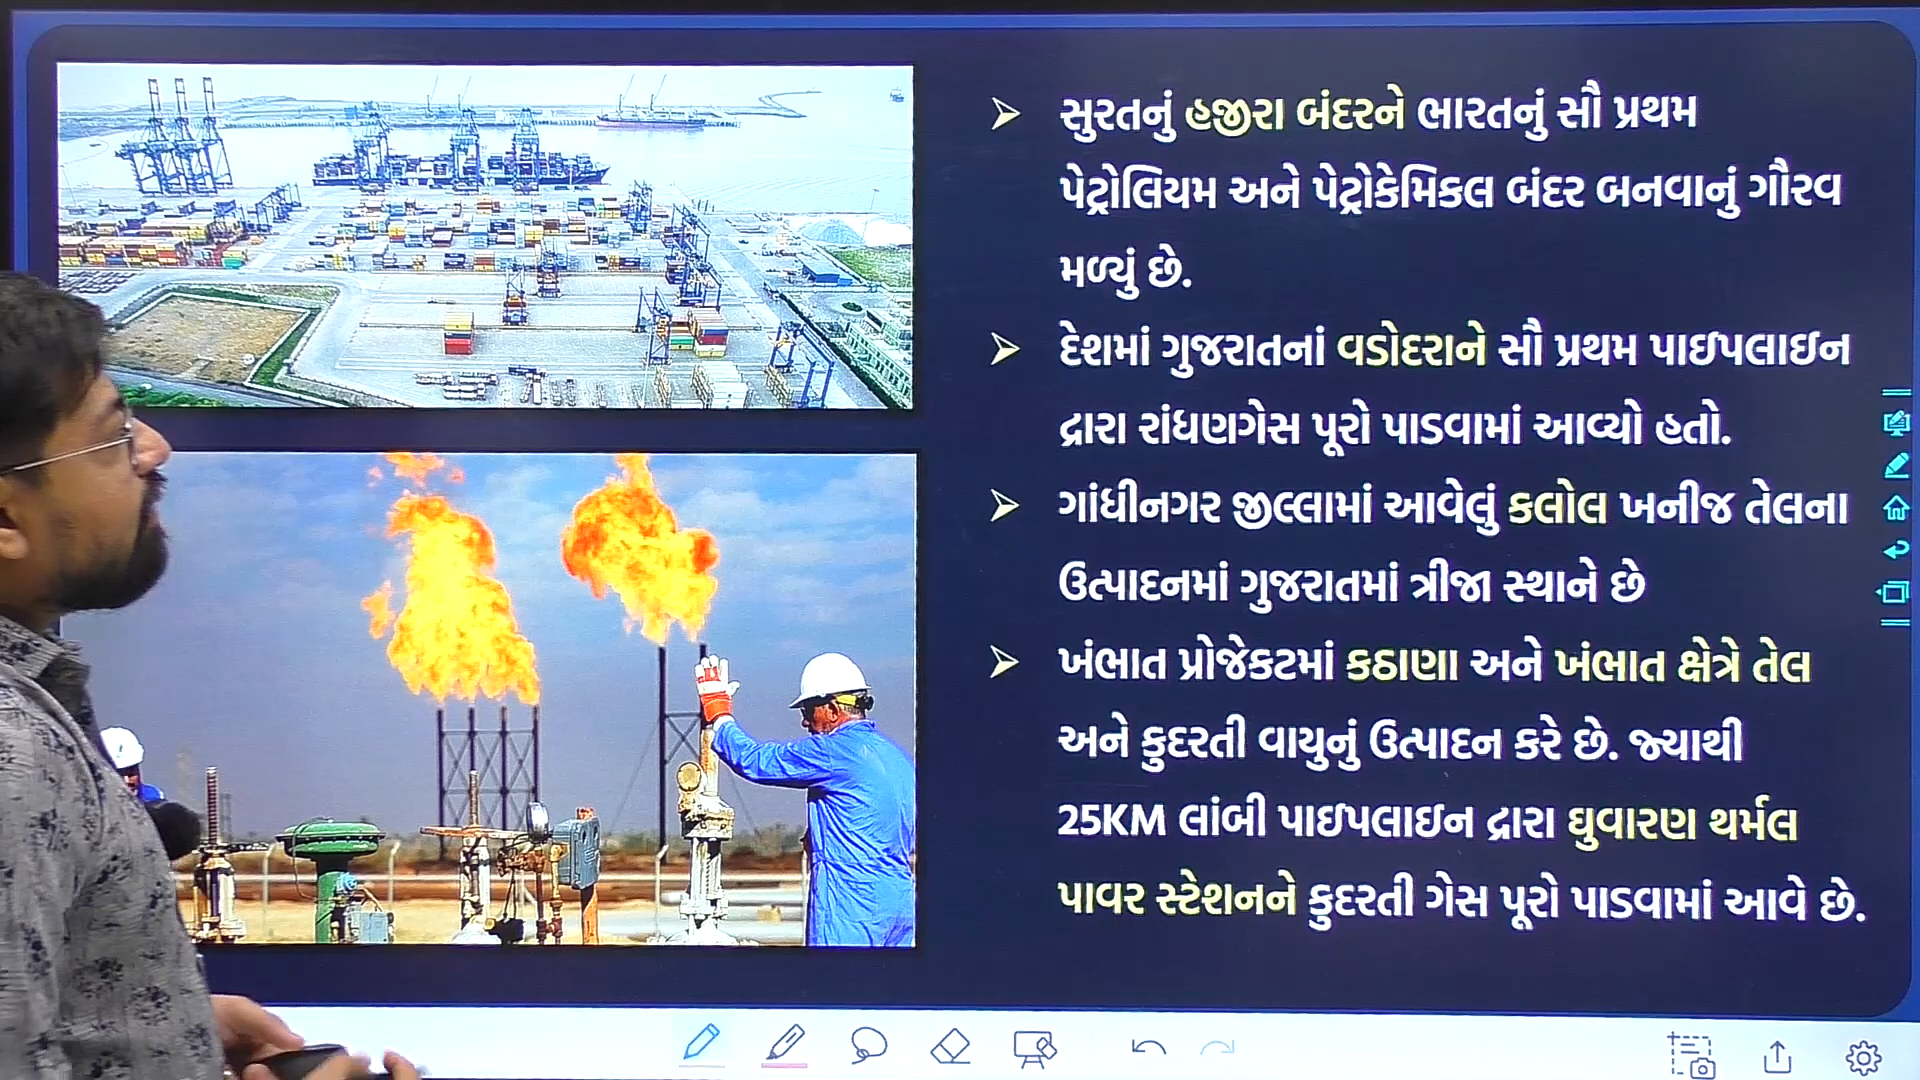 ➤ સુરતનું હજીરા બંદરને ભારતનું સૌ પ્રથમ
પેટ્રોલિયમ અને પેટ્રોકેમિકલ બંદર બનવાનું ગૌરવ
મળ્યું છે.
➤ દેશમાં ગુજરાતનાં વડોદરાને સૌ પ્રથમ પાઇપલાઇન
દ્રારા રાંધણગેસ પૂરો પાડવામાં આવ્યો હતો.
➤ ગાંધીનગર જીલ્લામાં આવેલું કલોલ ખનીજ તેલના
ઉત્પાદનમાં ગુજરાતમાં ત્રીજા સ્થાને છે
➤ ખંભાત પ્રોજેકટમાં કઠાણા અને ખંભાત ક્ષેત્રે તેલ
અને કુદરતી વાયુનું ઉત્પાદન કરે છે. જ્યાથી
25KM લાંબી પાઇપલાઇન દ્રારા ઘુવારણ થર્મલ
પાવર સ્ટેશનને કુદરતી ગેસ પૂરો પાડવામાં આવે છે.